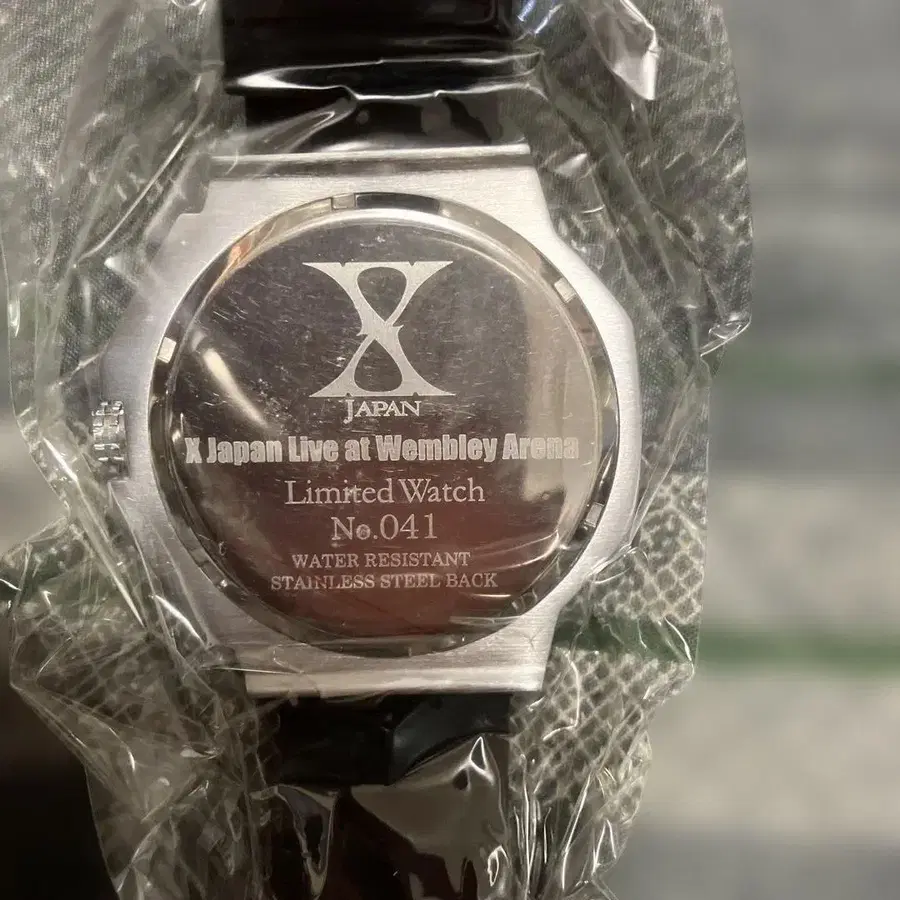 X
JAPAN
X Japan Live at Wembley Arena
Limited Watch
No.041
WATER RESISTANT
STAINLESS STEEL BACK